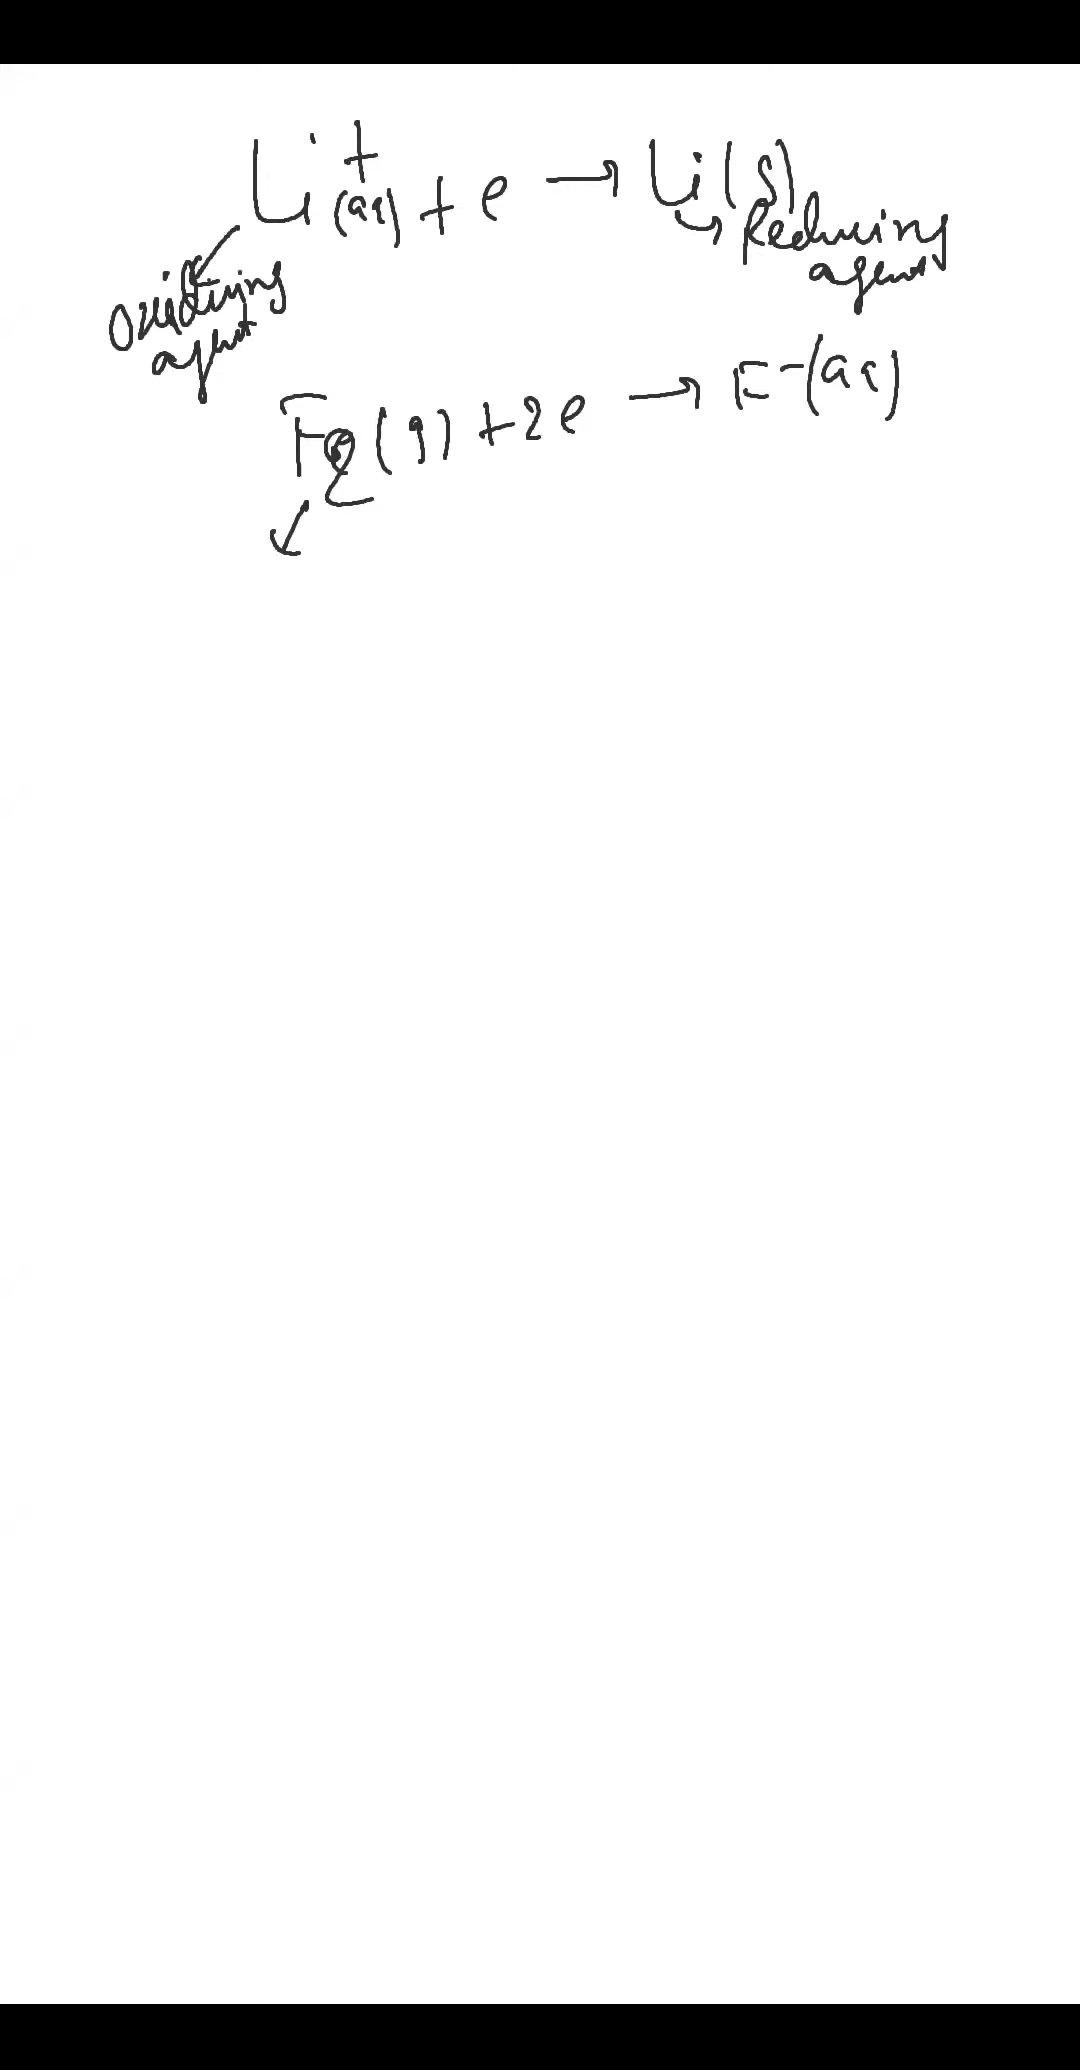 Li⁺(aq) + e → Li(s)
Reducing agent
oxidizing agent
F₂(g) + 2e → F⁻(aq)